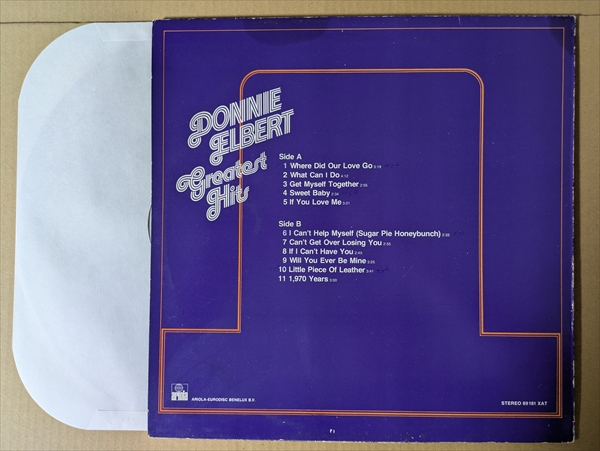 DONNIE
ELBERT
Greatest
Hits
Side A
1 Where Did Our Love Go
2 What Can I Do
3 Get Myself Together
4 Sweet Baby
5 If You Love Me
Side B
6 I Can't Help Myself (Sugar Pie Honeybunch)
7 Can't Get Over Losing You
8 If I Can't Have You
9 Will You Ever Be Mine
10 Little Piece Of Leather
11 1,970 Years
ARIOLA-EURODISC BENELUX B.V.
STEREO 89 191 XAT